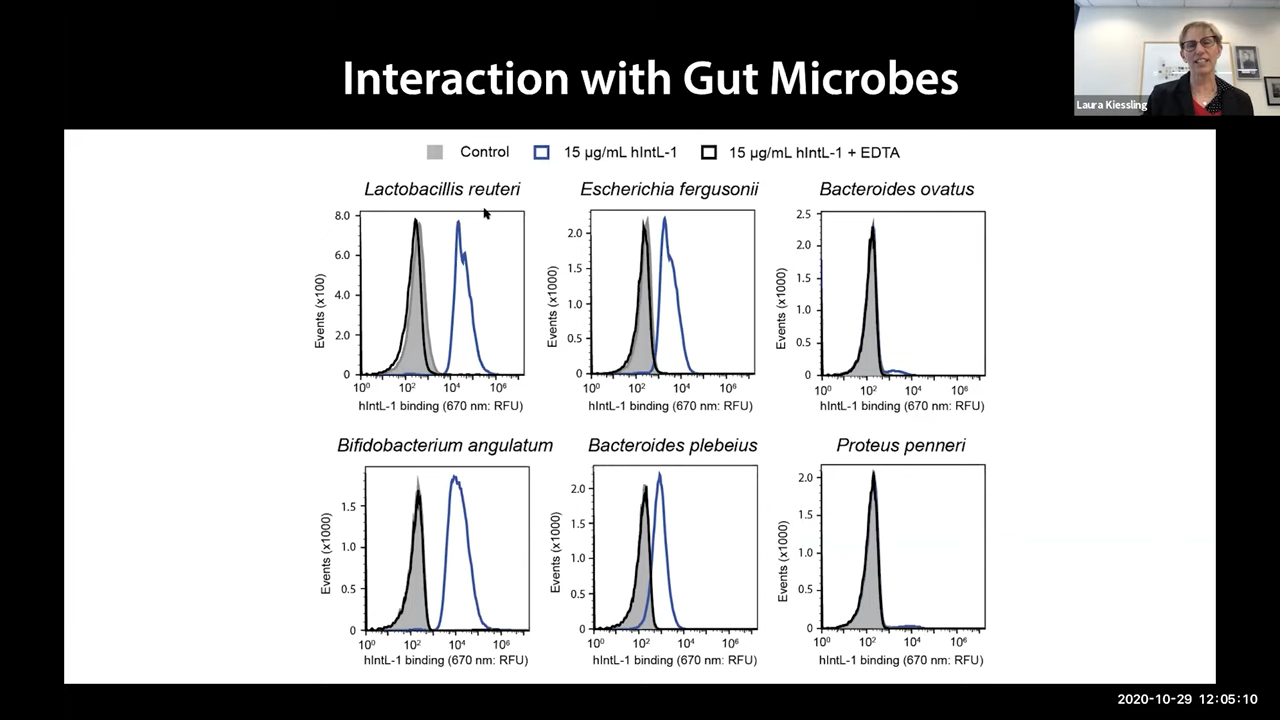 Interaction with Gut Microbes
Laura Kiessling
Control 15 µg/mL hIntL-1 15 µg/mL hIntL-1 + EDTA
Lactobacillis reuteri
8.0
6.0
4.0
2.0
0
Events (x100)
10⁰ 10² 10⁴ 10⁶
hIntL-1 binding (670 nm: RFU)
Escherichia fergusonii
2.0
1.5
1.0
0.5
0
Events (x1000)
10⁰ 10² 10⁴ 10⁶
hIntL-1 binding (670 nm: RFU)
Bacteroides ovatus
2.5
2.0
1.5
1.0
0.5
0
Events (x1000)
10⁰ 10² 10⁴ 10⁶
hIntL-1 binding (670 nm: RFU)
Bifidobacterium angulatum
1.5
1.0
0.5
0
Events (x1000)
10⁰ 10² 10⁴ 10⁶
hIntL-1 binding (670 nm: RFU)
Bacteroides plebeius
2.0
1.5
1.0
0.5
0
Events (x1000)
10⁰ 10² 10⁴ 10⁶
hIntL-1 binding (670 nm: RFU)
Proteus penneri
2.0
1.5
1.0
0.5
0
Events (x1000)
10⁰ 10² 10⁴ 10⁶
hIntL-1 binding (670 nm: RFU)
2020-10-29 12:05:10